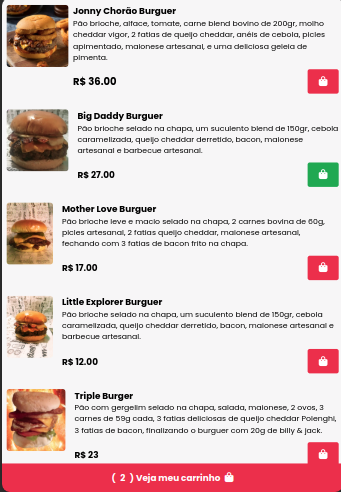 Jonny Chorão Burguer
Pão brioche, alface, tomate, carne blend bovino de 200gr, molho
cheddar vigor, 2 fatias de queijo cheddar, anéis de cebola, picles
apimentado, maionese artesanal, e uma deliciosa geleia de
pimenta.
R$ 36.00
Big Daddy Burguer
Pão brioche selado na chapa, um suculento blend de 150gr, cebola
caramelizada, queijo cheddar derretido, bacon, maionese
artesanal e barbecue artesanal.
R$ 27.00
Mother Love Burguer
Pão brioche leve e macio selado na chapa, 2 carnes bovina de 60g,
picles artesanal, 2 fatias queijo cheddar, maionese artesanal,
fechando com 3 fatias de bacon frito na chapa.
R$ 17.00
Little Explorer Burguer
Pão brioche selado na chapa, um suculento blend de 150gr, cebola
caramelizada, queijo cheddar derretido, bacon, maionese artesanal e
barbecue artesanal.
R$ 12.00
Triple Burger
Pão com gergelim selado na chapa, salada, maionese, 2 ovos, 3
carnes de 59g cada, 3 fatias deliciosas de queijo cheddar Polenghi,
3 fatias de bacon, finalizando o burguer com 20g de billy & jack.
R$ 23
( 2 ) Veja meu carrinho